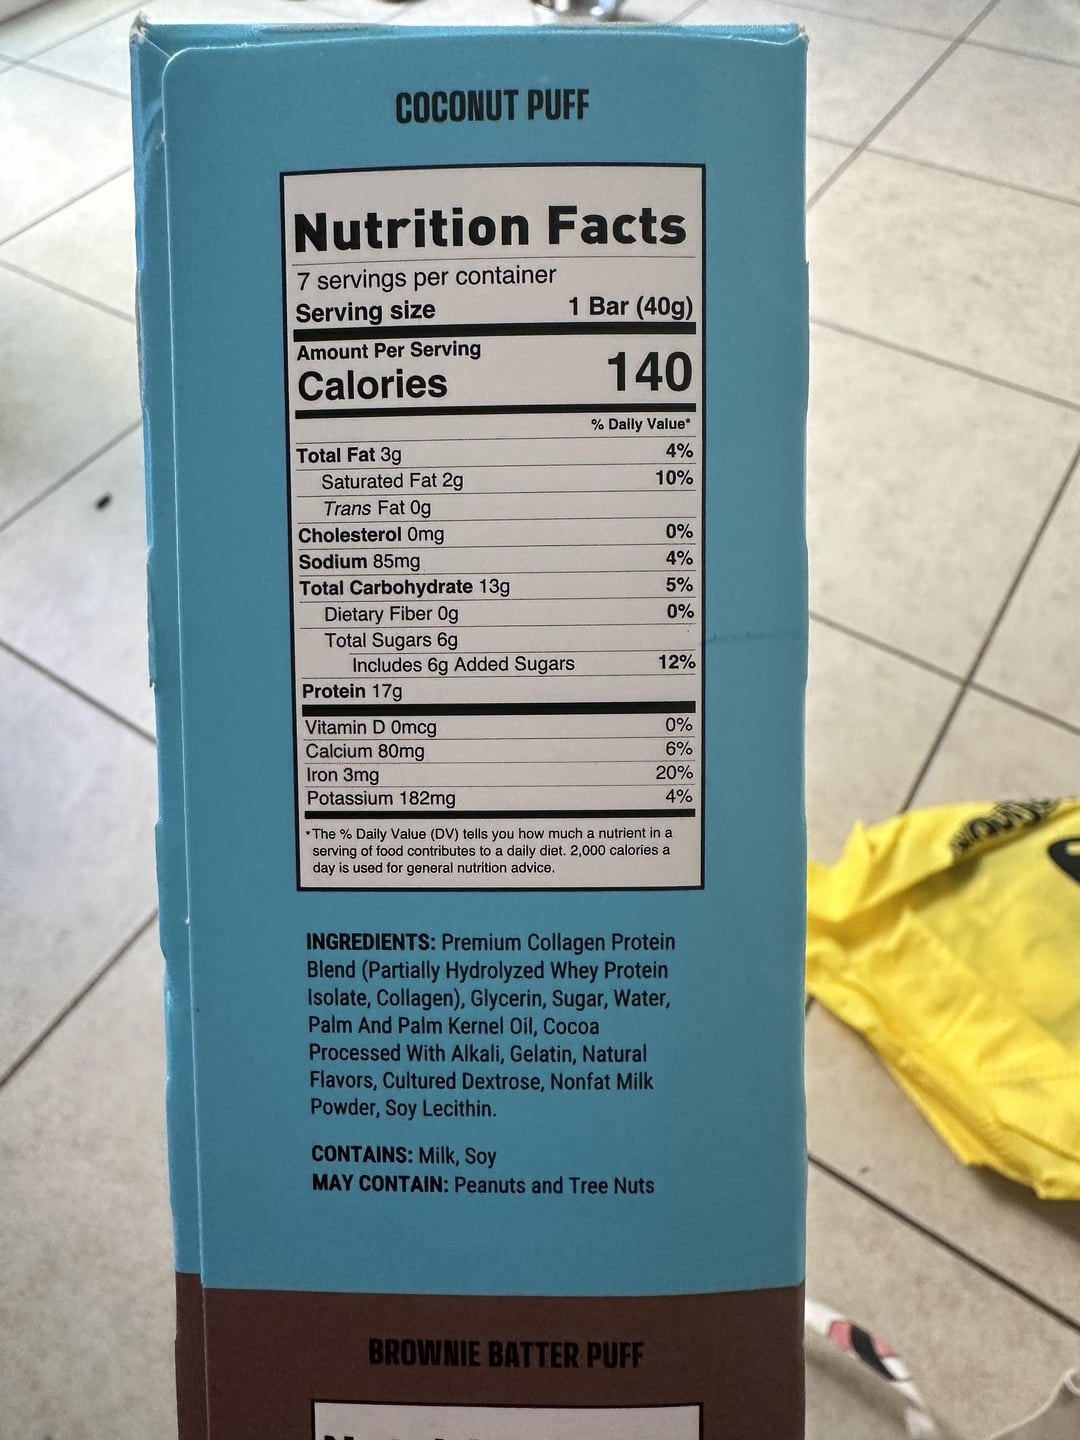 COCONUT PUFF
Nutrition Facts
7 servings per container
Serving size 1 Bar (40g)
Amount Per Serving
Calories 140
% Daily Value*
Total Fat 3g 4%
Saturated Fat 2g 10%
Trans Fat 0g
Cholesterol 0mg 0%
Sodium 85mg 4%
Total Carbohydrate 13g 5%
Dietary Fiber 0g 0%
Total Sugars 6g
Includes 6g Added Sugars 12%
Protein 17g
Vitamin D 0mcg 0%
Calcium 80mg 6%
Iron 3mg 20%
Potassium 182mg 4%
*The % Daily Value (DV) tells you how much a nutrient in a
serving of food contributes to a daily diet. 2,000 calories a
day is used for general nutrition advice.
INGREDIENTS: Premium Collagen Protein
Blend (Partially Hydrolyzed Whey Protein
Isolate, Collagen), Glycerin, Sugar, Water,
Palm And Palm Kernel Oil, Cocoa
Processed With Alkali, Gelatin, Natural
Flavors, Cultured Dextrose, Nonfat Milk
Powder, Soy Lecithin.
CONTAINS: Milk, Soy
MAY CONTAIN: Peanuts and Tree Nuts
BROWNIE BATTER PUFF